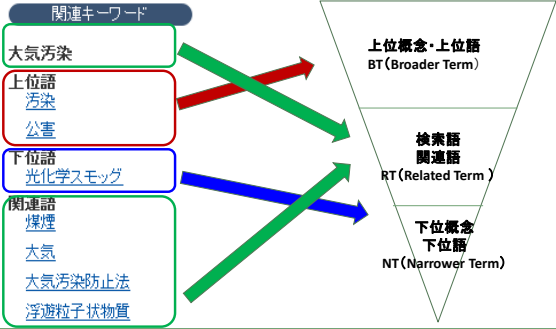 関連キーワード
大気汚染
上位語
汚染
公害
下位語
光化学スモッグ
関連語
煤煙
大気
大気汚染防止法
浮遊粒子状物質
上位概念・上位語
BT（Broader Term）
検索語
関連語
RT（Related Term ）
下位概念
下位語
NT（Narrower Term）